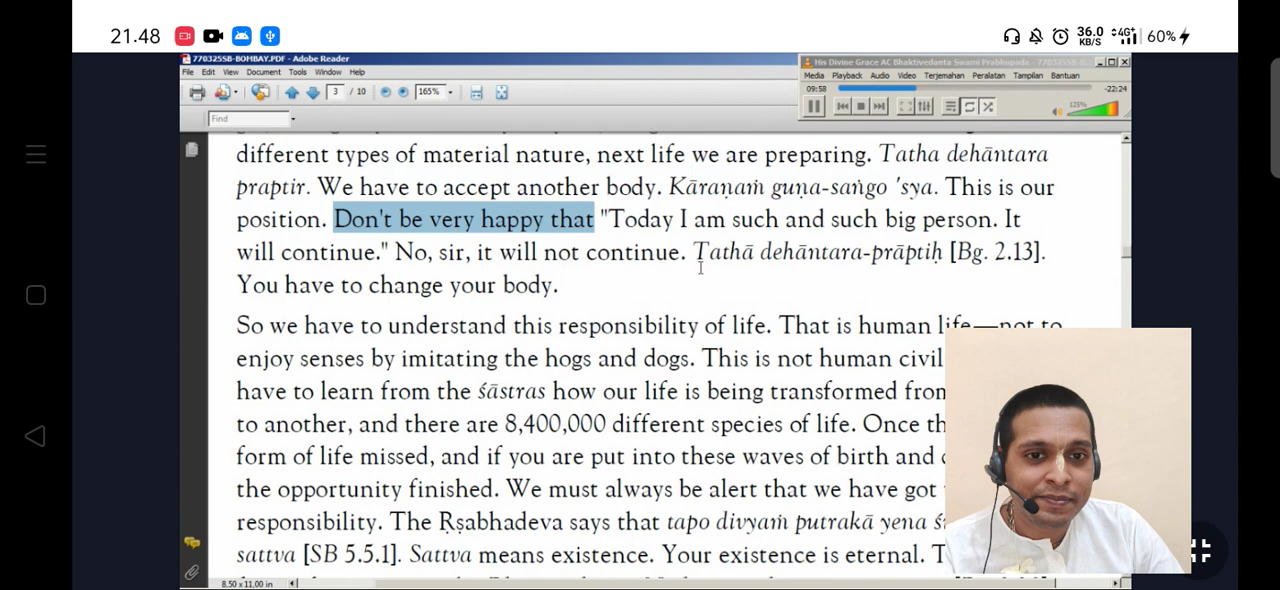 21.48
36.0 KB/S 4G+ 60%
770325SB-BOMBAY.PDF - Adobe Reader
File Edit View Document Tools Window Help
3 / 10 165%
Find
His Divine Grace AC Bhaktivedanta Swami Prabhupada - 770325SB-B
Media Playback Audio Video Terjemahan Peralatan Tampilan Bantuan
09:58 -22:24
125%
different types of material nature, next life we are preparing. Tatha dehāntara
praptir. We have to accept another body. Kāraṇaṁ guṇa-saṅgo 'sya. This is our
position. Don't be very happy that "Today I am such and such big person. It
will continue." No, sir, it will not continue. Tathā dehāntara-prāptiḥ [Bg. 2.13].
You have to change your body.
So we have to understand this responsibility of life. That is human life—not to
enjoy senses by imitating the hogs and dogs. This is not human civil
have to learn from the śāstras how our life is being transformed from
to another, and there are 8,400,000 different species of life. Once th
form of life missed, and if you are put into these waves of birth and
the opportunity finished. We must always be alert that we have got
responsibility. The Ṛṣabhadeva says that tapo divyaṁ putrakā yena ś
sattva [SB 5.5.1]. Sattva means existence. Your existence is eternal. T
8.50 x 11.00 in